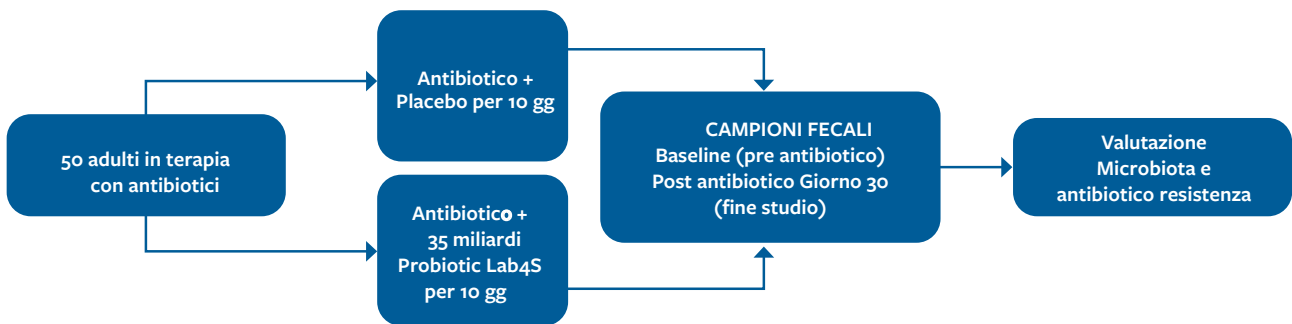 50 adulti in terapia
con antibiotici
Antibiotico +
Placebo per 10 gg
Antibiotico +
35 miliardi
Probiotic Lab4S
per 10 gg
CAMPIONI FECALI
Baseline (pre antibiotico)
Post antibiotico Giorno 30
(fine studio)
Valutazione
Microbiota e
antibiotico resistenza